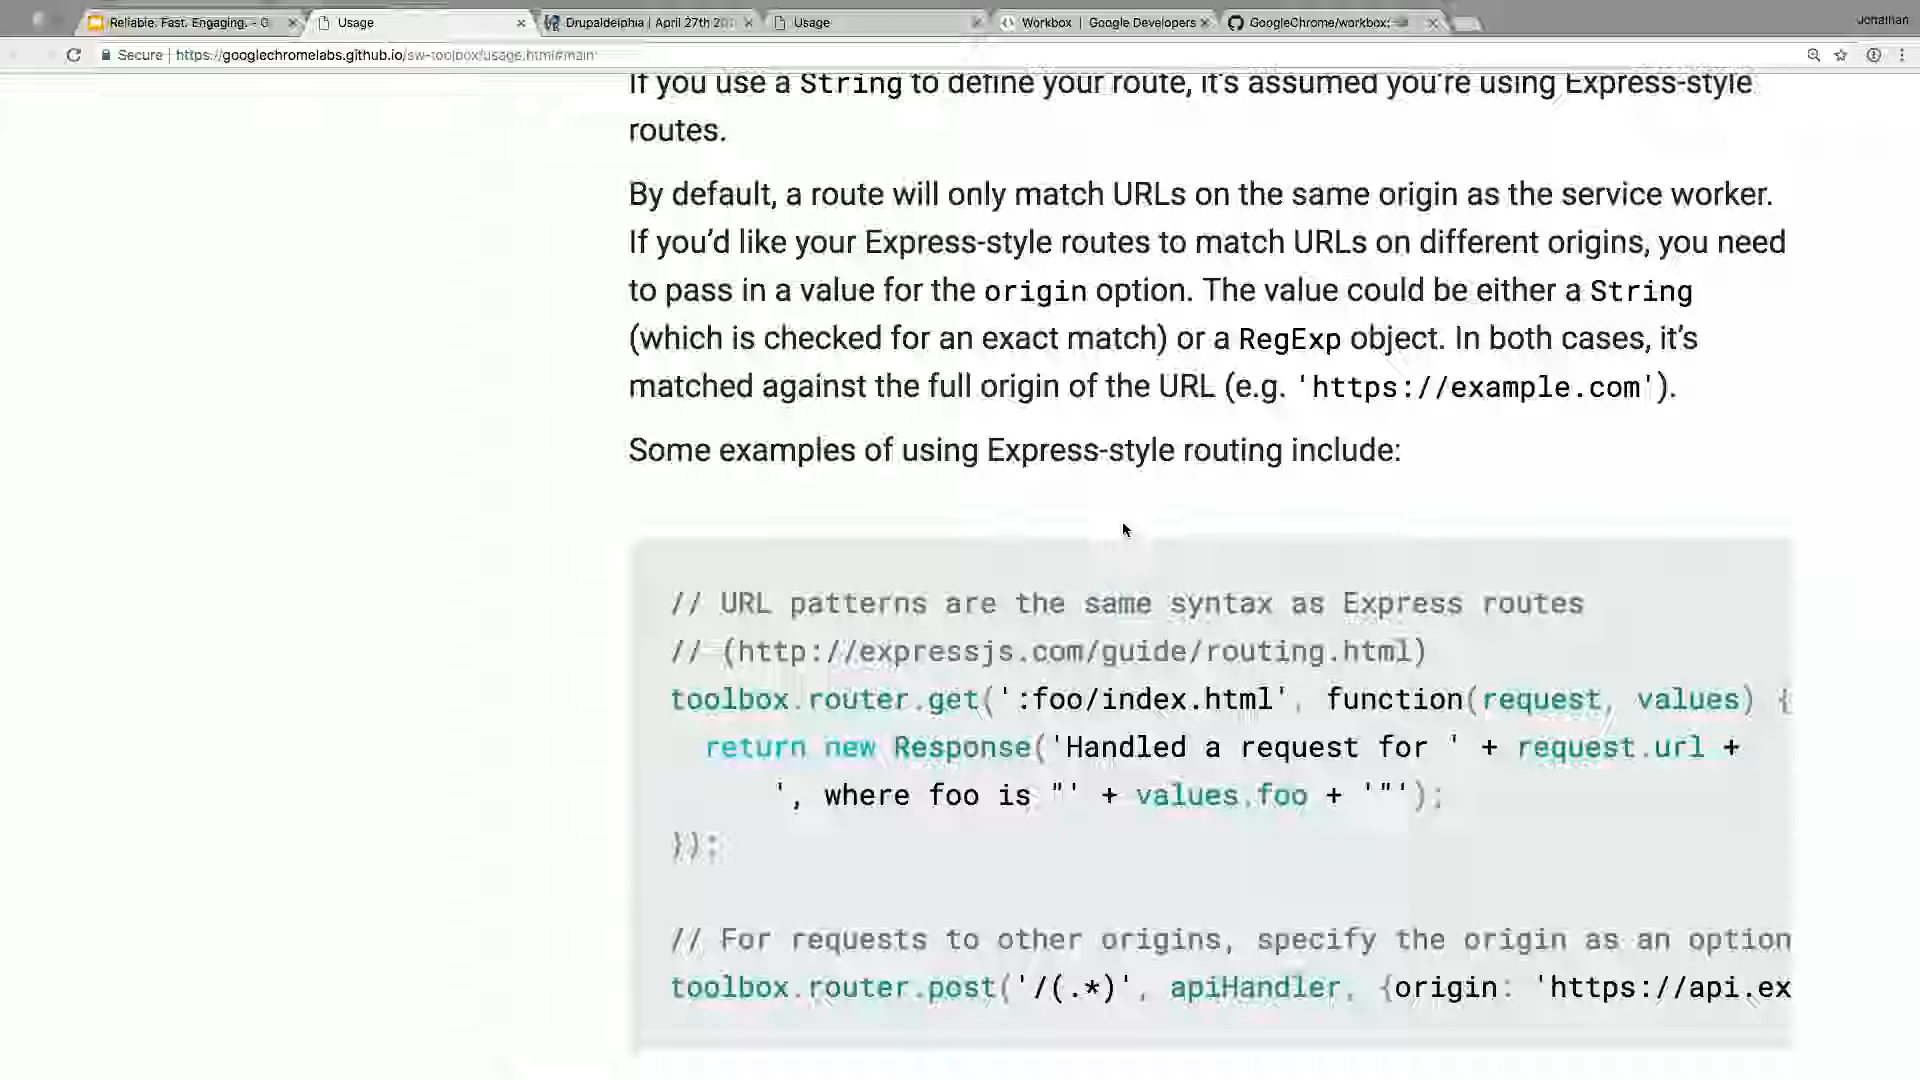 Reliable. Fast. Engaging. - G
Usage
Drupaldelphia | April 27th 20
Usage
Workbox | Google Developers
GoogleChrome/workbox:
Jonathan
Secure | https://googlechromelabs.github.io/sw-toolbox/usage.html#main
If you use a String to define your route, it's assumed you're using Express-style
routes.
By default, a route will only match URLs on the same origin as the service worker.
If you'd like your Express-style routes to match URLs on different origins, you need
to pass in a value for the origin option. The value could be either a String
(which is checked for an exact match) or a RegExp object. In both cases, it's
matched against the full origin of the URL (e.g. 'https://example.com').
Some examples of using Express-style routing include:
// URL patterns are the same syntax as Express routes
// (http://expressjs.com/guide/routing.html)
toolbox.router.get(':foo/index.html', function(request, values) {
return new Response('Handled a request for ' + request.url +
', where foo is "' + values.foo + '"');
});
// For requests to other origins, specify the origin as an option
toolbox.router.post('/(.*)', apiHandler, {origin: 'https://api.ex